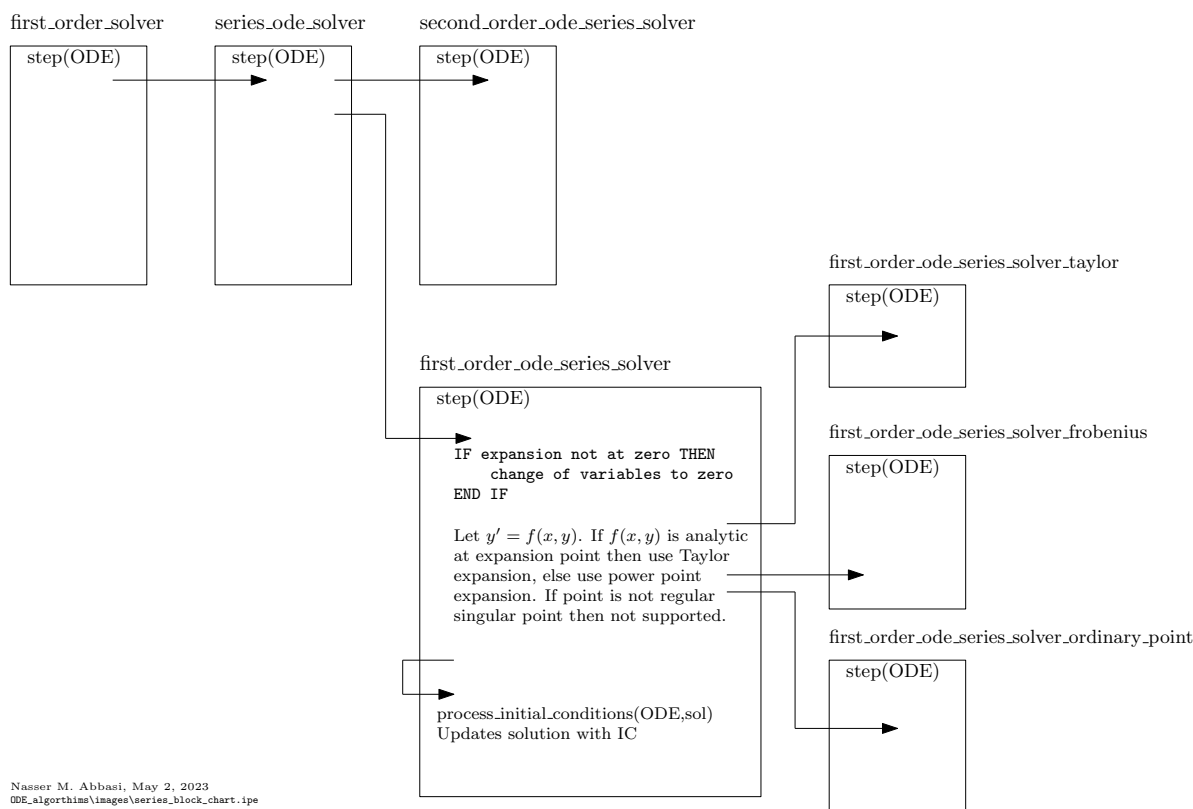 first_order_solver
series_ode_solver
second_order_ode_series_solver
step(ODE)
step(ODE)
step(ODE)
first_order_ode_series_solver_taylor
step(ODE)
first_order_ode_series_solver
step(ODE)
IF expansion not at zero THEN
change of variables to zero
END IF
Let y′ = f(x, y). If f(x, y) is analytic
at expansion point then use Taylor
expansion, else use power point
expansion. If point is not regular
singular point then not supported.
process_initial_conditions(ODE,sol)
Updates solution with IC
first_order_ode_series_solver_frobenius
step(ODE)
first_order_ode_series_solver_ordinary_point
step(ODE)
Nasser M. Abbasi, May 2, 2023
ODE_algorthims\images\series_block_chart.ipe